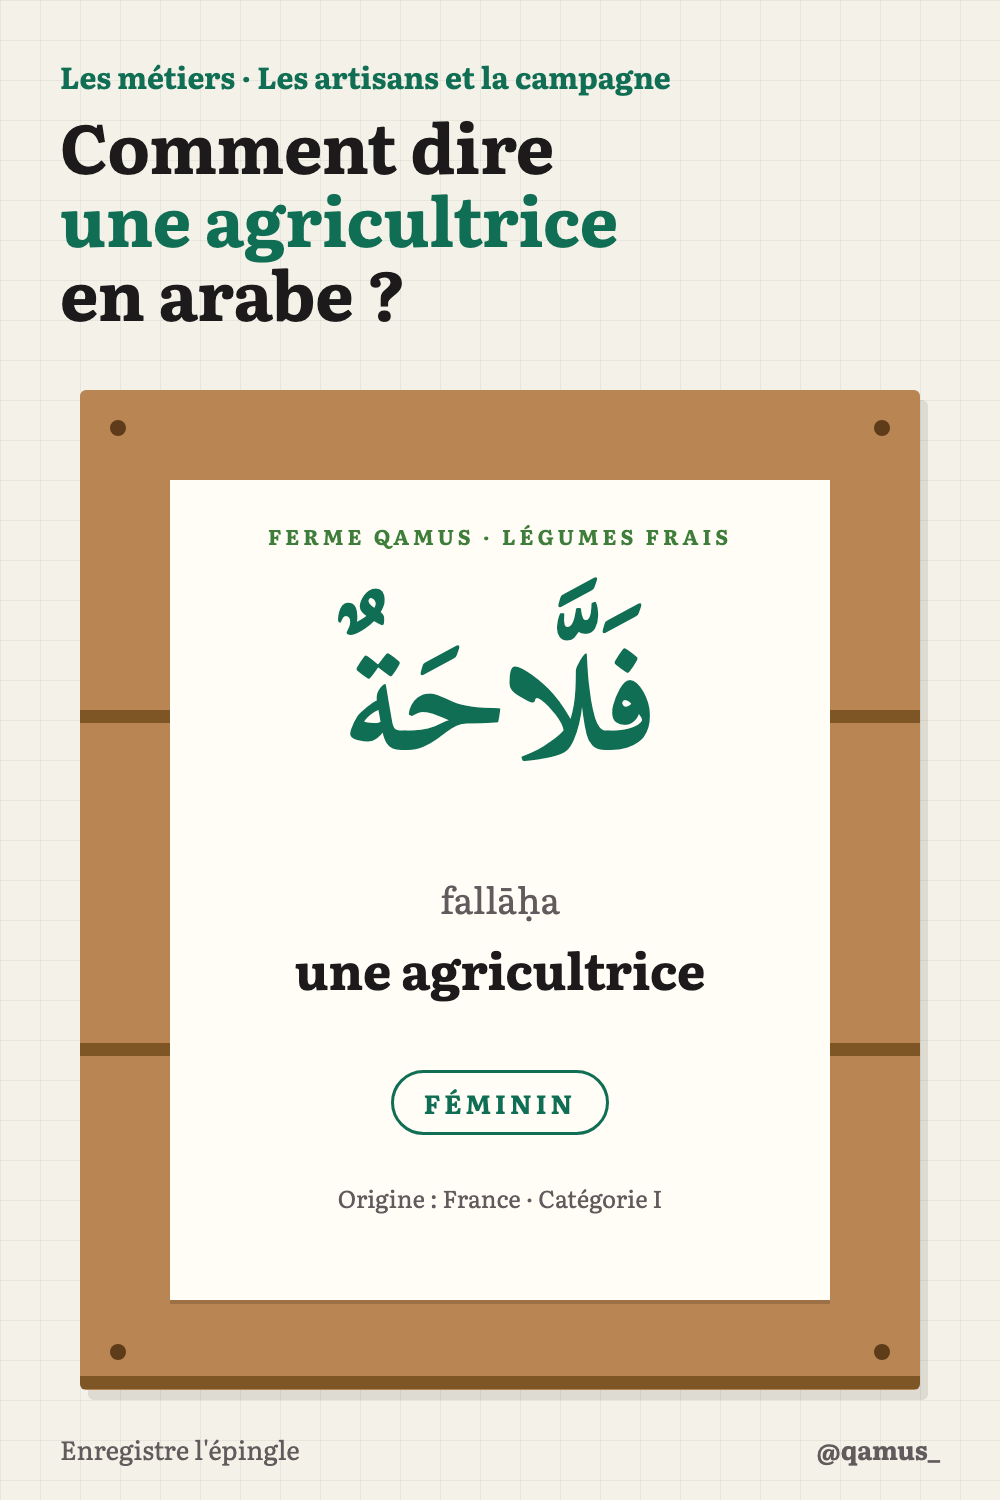 Les métiers · Les artisans et la campagne
Comment dire
une agricultrice
en arabe ?
FERME QAMUS · LÉGUMES FRAIS
فَلَّاحَةٌ
fallāḥa
une agricultrice
FÉMININ
Origine : France · Catégorie I
Enregistre l'épingle
@qamus_